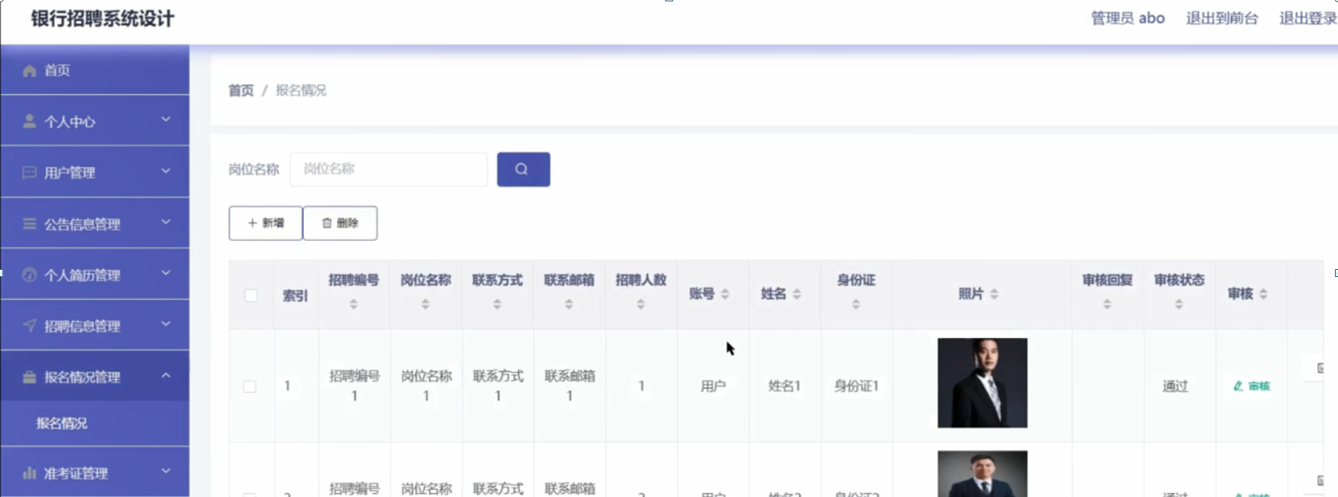 银行招聘系统设计
管理员 abo 退出到前台 退出登录
首页
个人中心
用户管理
公告信息管理
个人简历管理
招聘信息管理
报名情况管理
报名情况
准考证管理
首页 / 报名情况
岗位名称 岗位名称
+ 新增 删除
索引 招聘编号 岗位名称 联系方式 联系邮箱 招聘人数 账号 姓名 身份证 照片 审核回复 审核状态 审核
1 招聘编号1 岗位名称1 联系方式1 联系邮箱1 1 用户 姓名1 身份证1 通过 审核
招聘编号 岗位名称 联系方式 联系邮箱